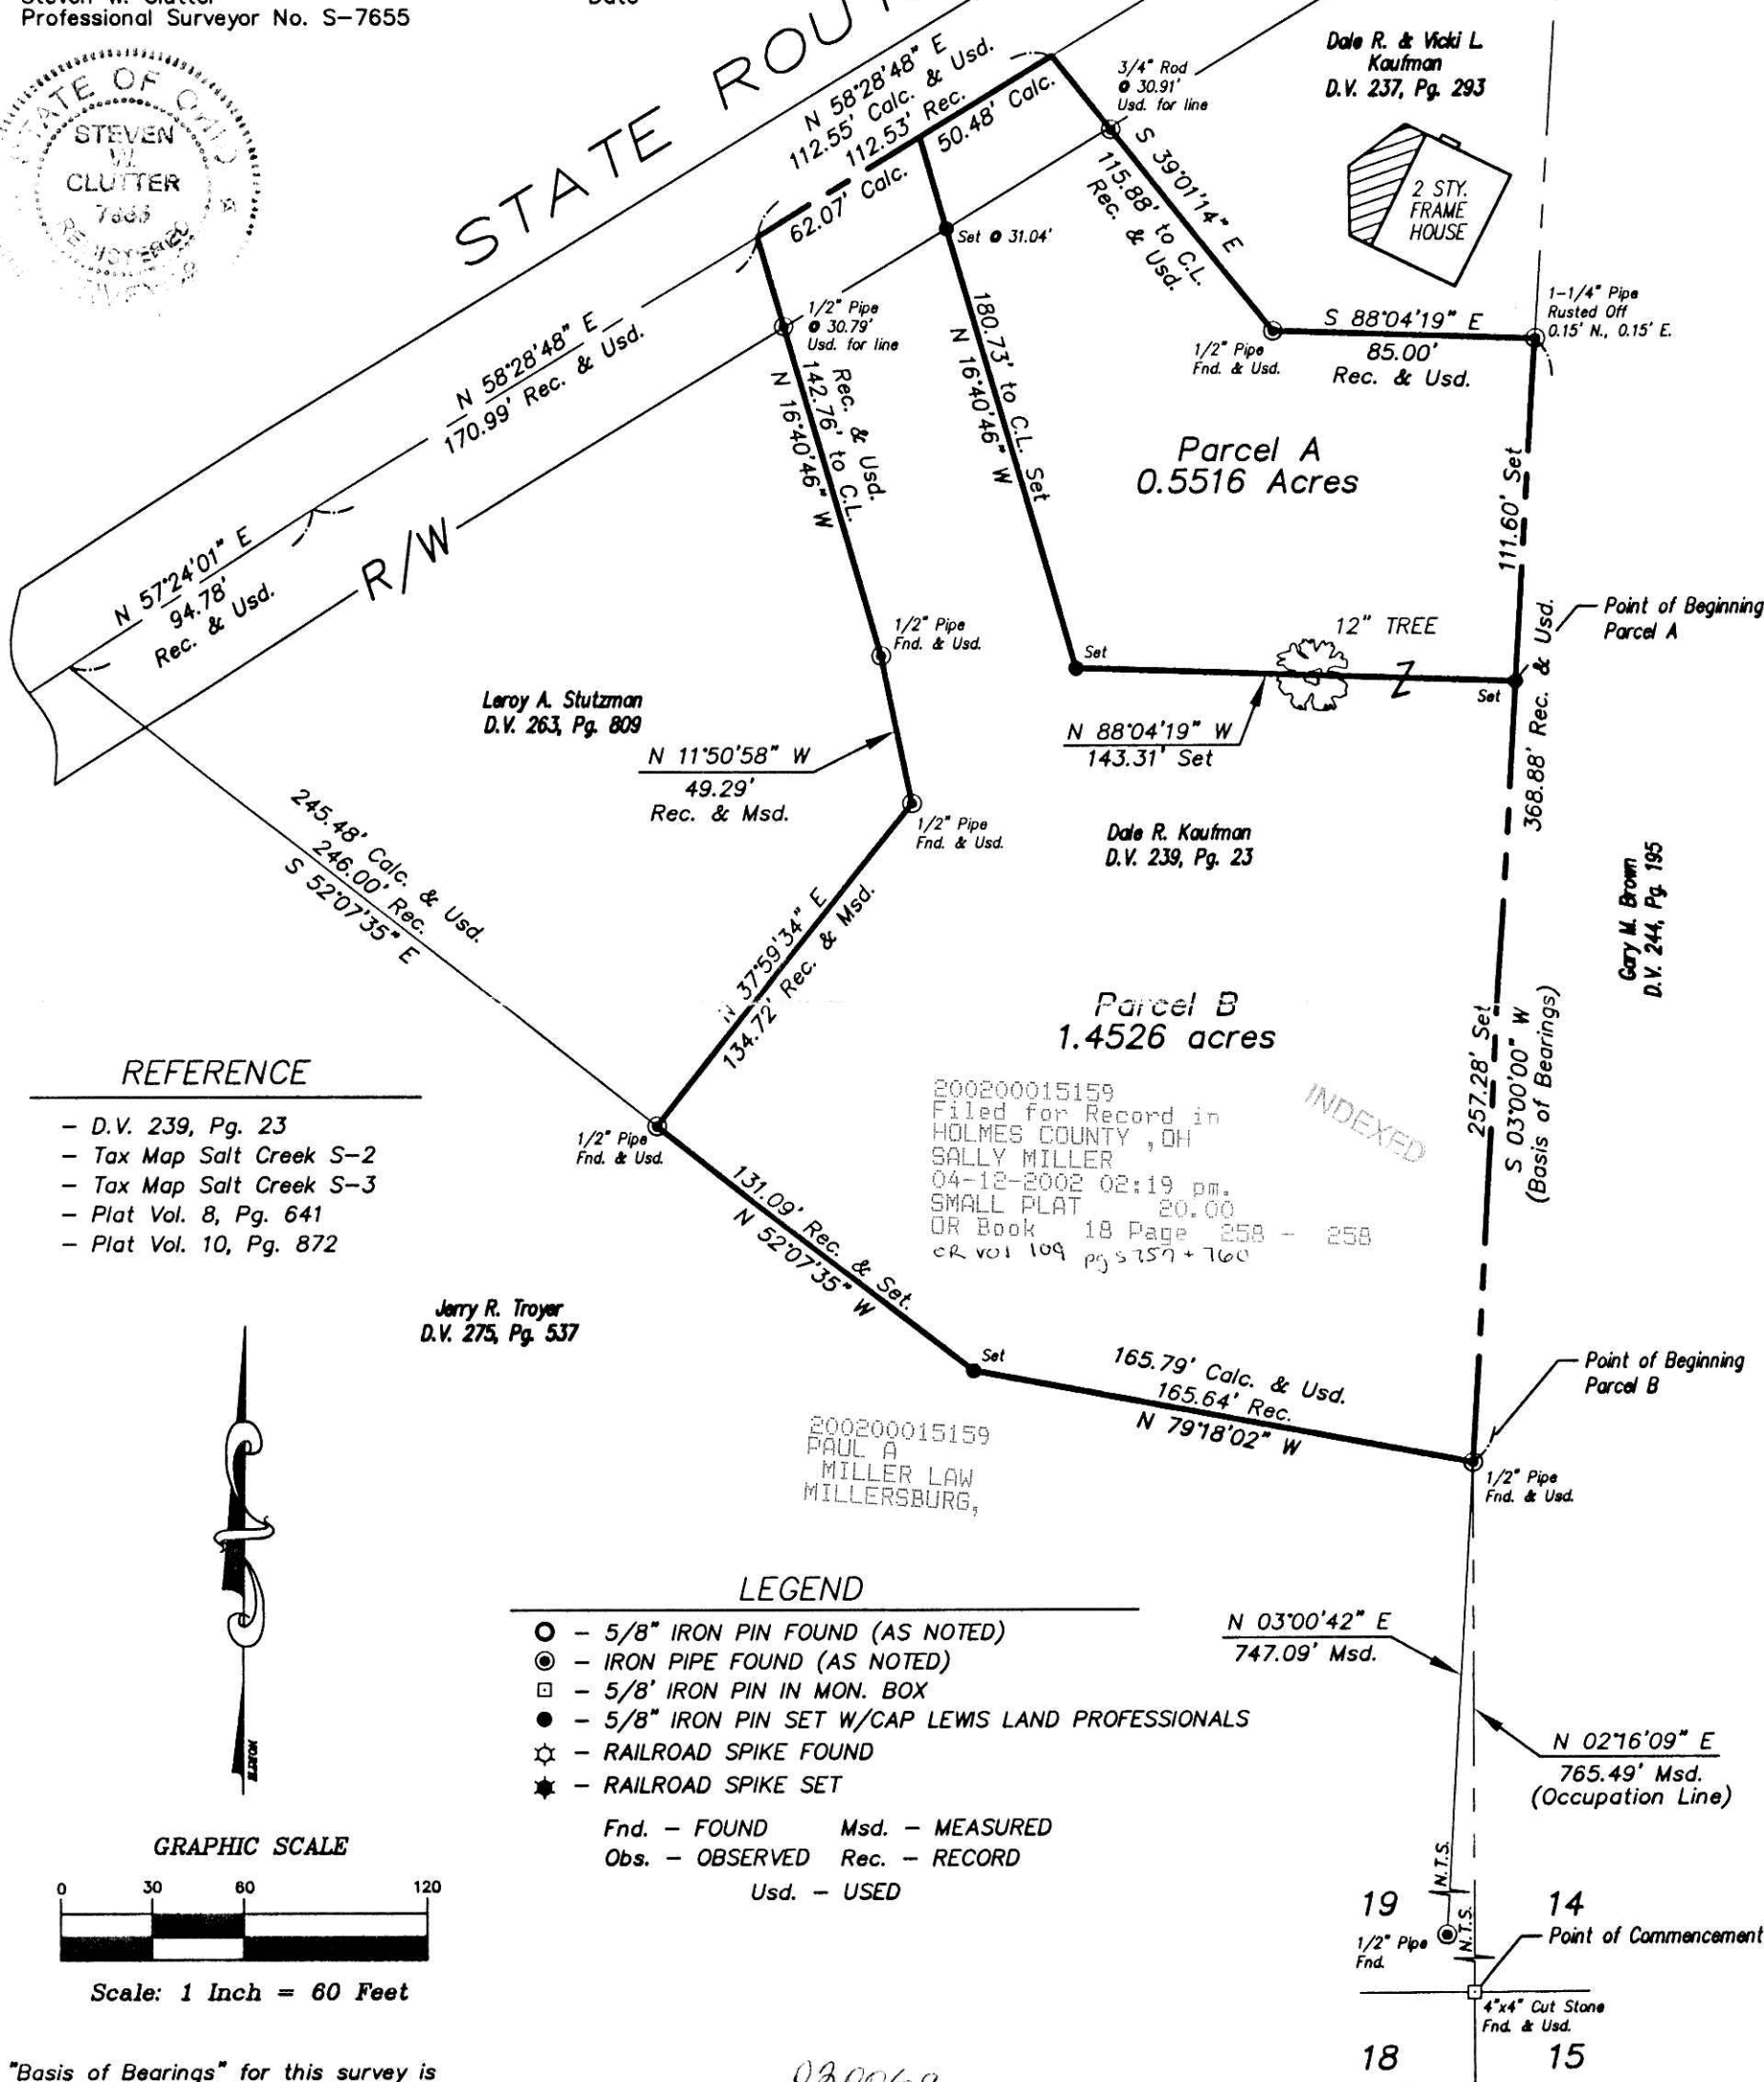 Steven W. Clutter
Professional Surveyor No. S-7655
Date
STATE OF OHIO
STEVEN
W.
CLUTTER
7655
REGISTERED
SURVEYOR
STATE ROUT
N 58°28'48" E
112.55' Calc. & Usd.
112.53' Rec.
62.07' Calc.
50.48' Calc.
3/4" Rod
@ 30.91'
Usd. for line
Dale R. & Vicki L.
Kaufman
D.V. 237, Pg. 293
2 STY.
FRAME
HOUSE
S 39°01'14" E
115.88' to C.L.
Rec. & Usd.
Set @ 31.04'
1-1/4" Pipe
Rusted Off
0.15' N., 0.15' E.
S 88°04'19" E
85.00'
Rec. & Usd.
1/2" Pipe
Fnd. & Usd.
1/2" Pipe
@ 30.79'
Usd. for line
N 58°28'48" E
170.99' Rec. & Usd.
Rec. & Usd.
142.76' to C.L.
N 16°40'46" W
180.73' to C.L. Set
N 16°40'46" W
Parcel A
0.5516 Acres
111.60' Set
R/W
N 57°24'01" E
94.78'
Rec. & Usd.
1/2" Pipe
Fnd. & Usd.
Set
12" TREE
Z
Set
Point of Beginning
Parcel A
368.88' Rec. & Usd.
Leroy A. Stutzman
D.V. 263, Pg. 809
N 11°50'58" W
49.29'
Rec. & Msd.
N 88°04'19" W
143.31' Set
1/2" Pipe
Fnd. & Usd.
Dale R. Kaufman
D.V. 239, Pg. 23
Gary M. Brown
D.V. 244, Pg. 195
245.48' Calc. & Usd.
246.00' Rec.
S 52°07'35" E
N 37°59'34" E
134.72' Rec. & Msd.
Parcel B
1.4526 acres
257.28' Set
S 03°00'00" W
(Basis of Bearings)
REFERENCE
- D.V. 239, Pg. 23
- Tax Map Salt Creek S-2
- Tax Map Salt Creek S-3
- Plat Vol. 8, Pg. 641
- Plat Vol. 10, Pg. 872
1/2" Pipe
Fnd. & Usd.
200200015159
Filed for Record in
HOLMES COUNTY ,OH
SALLY MILLER
04-12-2002 02:19 pm.
SMALL PLAT 20.00
OR Book 18 Page 258 - 258
OR Vol 109 pgs 759 + 760
INDEXED
131.09' Rec. & Set.
N 52°07'35" W
Jerry R. Troyer
D.V. 275, Pg. 537
Set
165.79' Calc. & Usd.
165.64' Rec.
N 79°18'02" W
Point of Beginning
Parcel B
1/2" Pipe
Fnd. & Usd.
200200015159
PAUL A
MILLER LAW
MILLERSBURG,
NORTH
LEGEND
- 5/8" IRON PIN FOUND (AS NOTED)
- IRON PIPE FOUND (AS NOTED)
- 5/8' IRON PIN IN MON. BOX
- 5/8" IRON PIN SET W/CAP LEWIS LAND PROFESSIONALS
- RAILROAD SPIKE FOUND
- RAILROAD SPIKE SET
Fnd. - FOUND Msd. - MEASURED
Obs. - OBSERVED Rec. - RECORD
Usd. - USED
N 03°00'42" E
747.09' Msd.
N 02°16'09" E
765.49' Msd.
(Occupation Line)
GRAPHIC SCALE
0 30 60 120
Scale: 1 Inch = 60 Feet
N.T.S.
N.T.S.
19 14
1/2" Pipe
Fnd.
Point of Commencement
4"x4" Cut Stone
Fnd. & Usd.
18 15
"Basis of Bearings" for this survey is